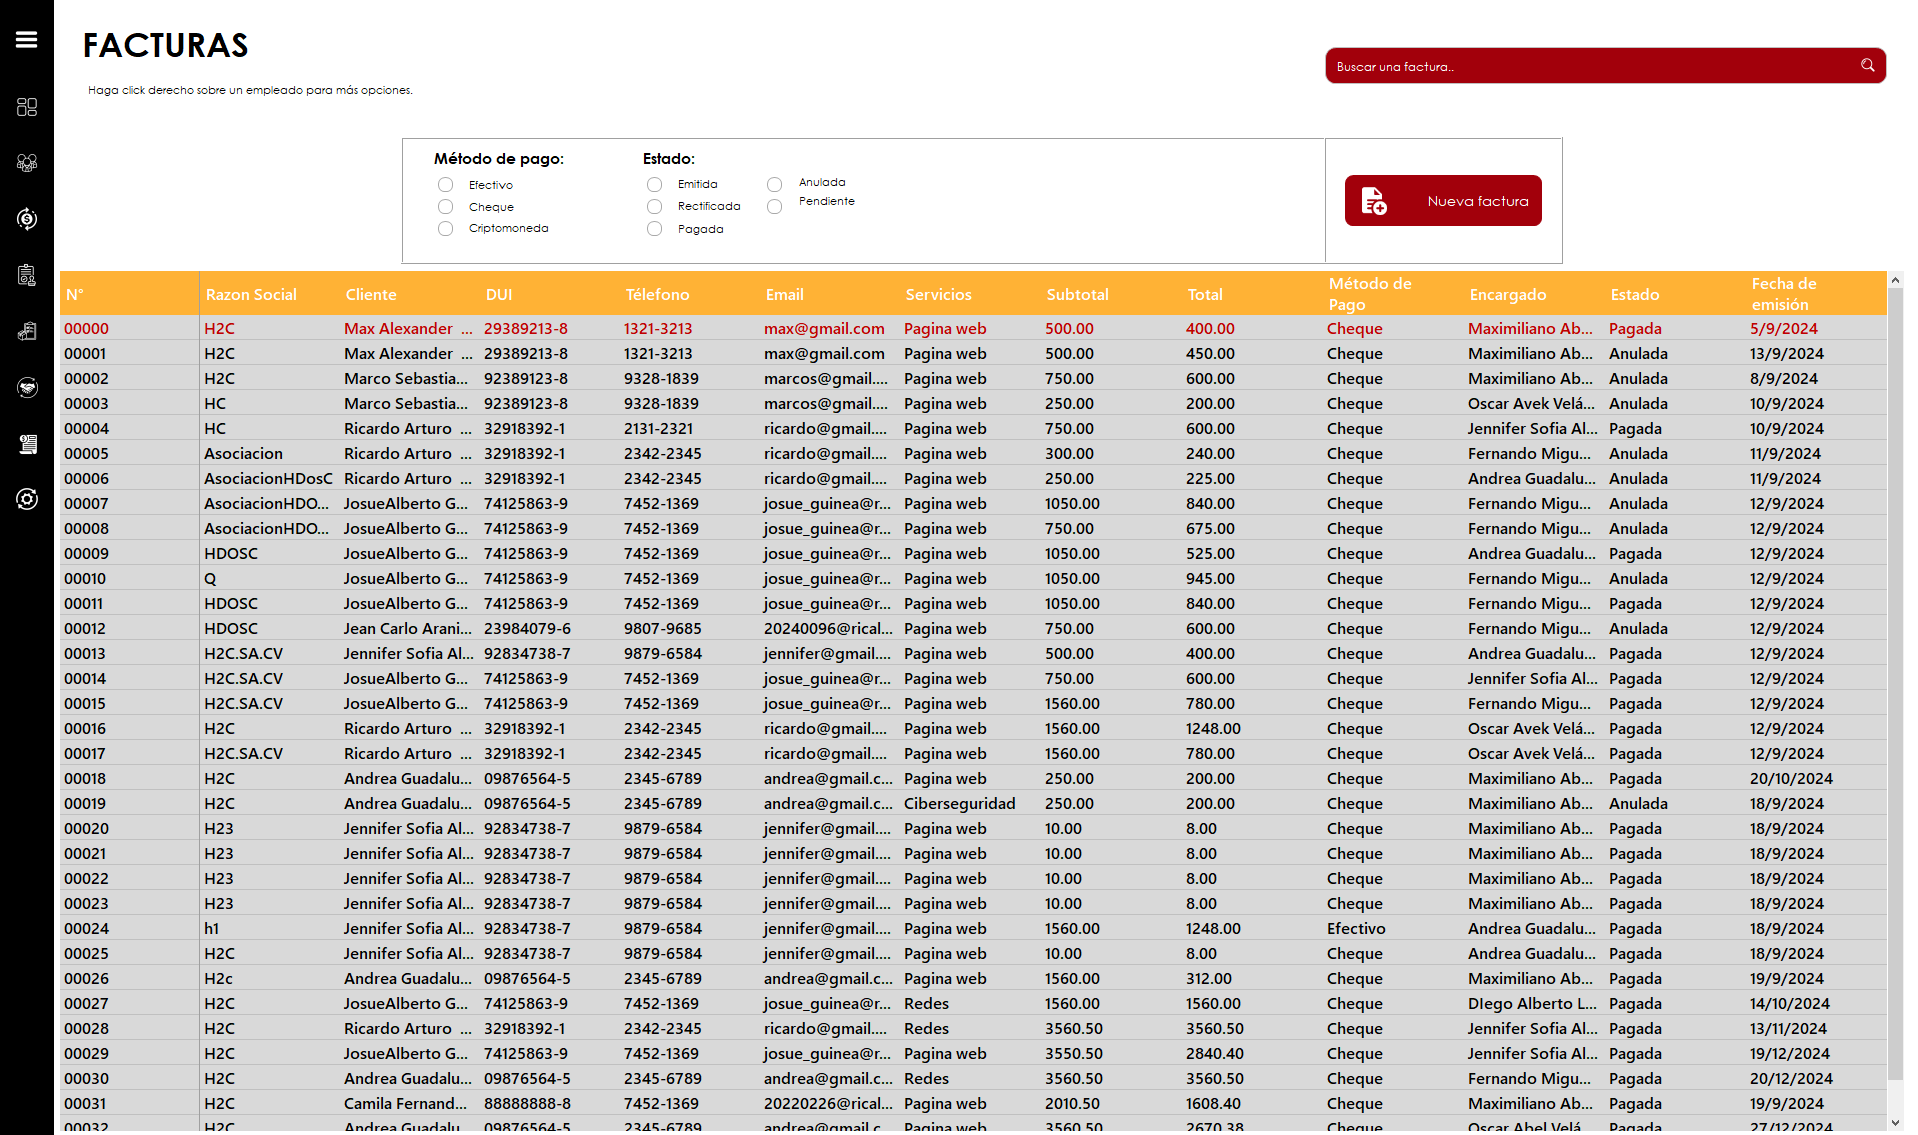 FACTURAS
Buscar una factura..
Haga click derecho sobre un empleado para más opciones.
Método de pago: Estado:
Efectivo Emitida Anulada
Cheque Rectificada Pendiente
Criptomoneda Pagada
Nueva factura
N° Razon Social Cliente DUI Télefono Email Servicios Subtotal Total Método de Pago Encargado Estado Fecha de emisión
00000 H2C Max Alexander ... 29389213-8 1321-3213 max@gmail.com Pagina web 500.00 400.00 Cheque Maximiliano Ab... Pagada 5/9/2024
00001 H2C Max Alexander ... 29389213-8 1321-3213 max@gmail.com Pagina web 500.00 450.00 Cheque Maximiliano Ab... Anulada 13/9/2024
00002 H2C Marco Sebastia... 92389123-8 9328-1839 marcos@gmail.... Pagina web 750.00 600.00 Cheque Maximiliano Ab... Anulada 8/9/2024
00003 HC Marco Sebastia... 92389123-8 9328-1839 marcos@gmail.... Pagina web 250.00 200.00 Cheque Oscar Avek Velá... Anulada 10/9/2024
00004 HC Ricardo Arturo ... 32918392-1 2131-2321 ricardo@gmail.... Pagina web 750.00 600.00 Cheque Jennifer Sofia Al... Pagada 10/9/2024
00005 Asociacion Ricardo Arturo ... 32918392-1 2342-2345 ricardo@gmail.... Pagina web 300.00 240.00 Cheque Fernando Migu... Anulada 11/9/2024
00006 AsociacionHDosC Ricardo Arturo ... 32918392-1 2342-2345 ricardo@gmail.... Pagina web 250.00 225.00 Cheque Andrea Guadalu... Anulada 11/9/2024
00007 AsociacionHDO... JosueAlberto G... 74125863-9 7452-1369 josue_guinea@r... Pagina web 1050.00 840.00 Cheque Fernando Migu... Anulada 12/9/2024
00008 AsociacionHDO... JosueAlberto G... 74125863-9 7452-1369 josue_guinea@r... Pagina web 750.00 675.00 Cheque Fernando Migu... Anulada 12/9/2024
00009 HDOSC JosueAlberto G... 74125863-9 7452-1369 josue_guinea@r... Pagina web 1050.00 525.00 Cheque Andrea Guadalu... Pagada 12/9/2024
00010 Q JosueAlberto G... 74125863-9 7452-1369 josue_guinea@r... Pagina web 1050.00 945.00 Cheque Fernando Migu... Anulada 12/9/2024
00011 HDOSC JosueAlberto G... 74125863-9 7452-1369 josue_guinea@r... Pagina web 1050.00 840.00 Cheque Fernando Migu... Pagada 12/9/2024
00012 HDOSC Jean Carlo Arani... 23984079-6 9807-9685 20240096@rical... Pagina web 750.00 600.00 Cheque Fernando Migu... Anulada 12/9/2024
00013 H2C.SA.CV Jennifer Sofia Al... 92834738-7 9879-6584 jennifer@gmail.... Pagina web 500.00 400.00 Cheque Andrea Guadalu... Pagada 12/9/2024
00014 H2C.SA.CV JosueAlberto G... 74125863-9 7452-1369 josue_guinea@r... Pagina web 750.00 600.00 Cheque Jennifer Sofia Al... Pagada 12/9/2024
00015 H2C.SA.CV JosueAlberto G... 74125863-9 7452-1369 josue_guinea@r... Pagina web 1560.00 780.00 Cheque Fernando Migu... Pagada 12/9/2024
00016 H2C Ricardo Arturo ... 32918392-1 2342-2345 ricardo@gmail.... Pagina web 1560.00 1248.00 Cheque Oscar Avek Velá... Pagada 12/9/2024
00017 H2C.SA.CV Ricardo Arturo ... 32918392-1 2342-2345 ricardo@gmail.... Pagina web 1560.00 780.00 Cheque Oscar Avek Velá... Pagada 12/9/2024
00018 H2C Andrea Guadalu... 09876564-5 2345-6789 andrea@gmail.c... Pagina web 250.00 200.00 Cheque Maximiliano Ab... Pagada 20/10/2024
00019 H2C Andrea Guadalu... 09876564-5 2345-6789 andrea@gmail.c... Ciberseguridad 250.00 200.00 Cheque Maximiliano Ab... Anulada 18/9/2024
00020 H23 Jennifer Sofia Al... 92834738-7 9879-6584 jennifer@gmail.... Pagina web 10.00 8.00 Cheque Maximiliano Ab... Pagada 18/9/2024
00021 H23 Jennifer Sofia Al... 92834738-7 9879-6584 jennifer@gmail.... Pagina web 10.00 8.00 Cheque Maximiliano Ab... Pagada 18/9/2024
00022 H23 Jennifer Sofia Al... 92834738-7 9879-6584 jennifer@gmail.... Pagina web 10.00 8.00 Cheque Maximiliano Ab... Pagada 18/9/2024
00023 H23 Jennifer Sofia Al... 92834738-7 9879-6584 jennifer@gmail.... Pagina web 10.00 8.00 Cheque Maximiliano Ab... Pagada 18/9/2024
00024 h1 Jennifer Sofia Al... 92834738-7 9879-6584 jennifer@gmail.... Pagina web 1560.00 1248.00 Efectivo Andrea Guadalu... Pagada 18/9/2024
00025 H2C Jennifer Sofia Al... 92834738-7 9879-6584 jennifer@gmail.... Pagina web 10.00 8.00 Cheque Andrea Guadalu... Pagada 18/9/2024
00026 H2c Andrea Guadalu... 09876564-5 2345-6789 andrea@gmail.c... Pagina web 1560.00 312.00 Cheque Maximiliano Ab... Pagada 19/9/2024
00027 H2C JosueAlberto G... 74125863-9 7452-1369 josue_guinea@r... Redes 1560.00 1560.00 Cheque DIego Alberto L... Pagada 14/10/2024
00028 H2C Ricardo Arturo ... 32918392-1 2342-2345 ricardo@gmail.... Redes 3560.50 3560.50 Cheque Jennifer Sofia Al... Pagada 13/11/2024
00029 H2C JosueAlberto G... 74125863-9 7452-1369 josue_guinea@r... Pagina web 3550.50 2840.40 Cheque Jennifer Sofia Al... Pagada 19/12/2024
00030 H2C Andrea Guadalu... 09876564-5 2345-6789 andrea@gmail.c... Redes 3560.50 3560.50 Cheque Fernando Migu... Pagada 20/12/2024
00031 H2C Camila Fernand... 88888888-8 7452-1369 20220226@rical... Pagina web 2010.50 1608.40 Cheque Maximiliano Ab... Pagada 19/9/2024
00032 H2C Andrea Guadalu... 09876564-5 2345-6789 andrea@gmail.c... Pagina web 3560.50 2670.38 Cheque Oscar Abel Velá... Pagada 27/12/2024